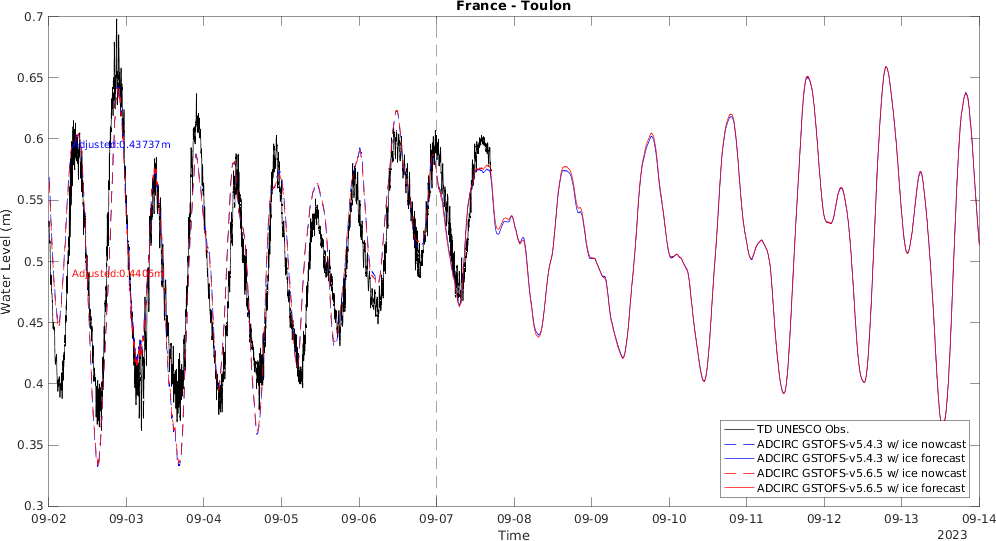 France - Toulon
Water Level (m)
0.7
0.65
0.6
0.55
0.5
0.45
0.4
0.35
0.3
Adjusted:0.43737m
Adjusted:0.4406m
TD UNESCO Obs.
ADCIRC GSTOFS-v5.4.3 w/ ice nowcast
ADCIRC GSTOFS-v5.4.3 w/ ice forecast
ADCIRC GSTOFS-v5.6.5 w/ ice nowcast
ADCIRC GSTOFS-v5.6.5 w/ ice forecast
09-02 09-03 09-04 09-05 09-06 09-07 09-08 09-09 09-10 09-11 09-12 09-13 09-14
Time
2023